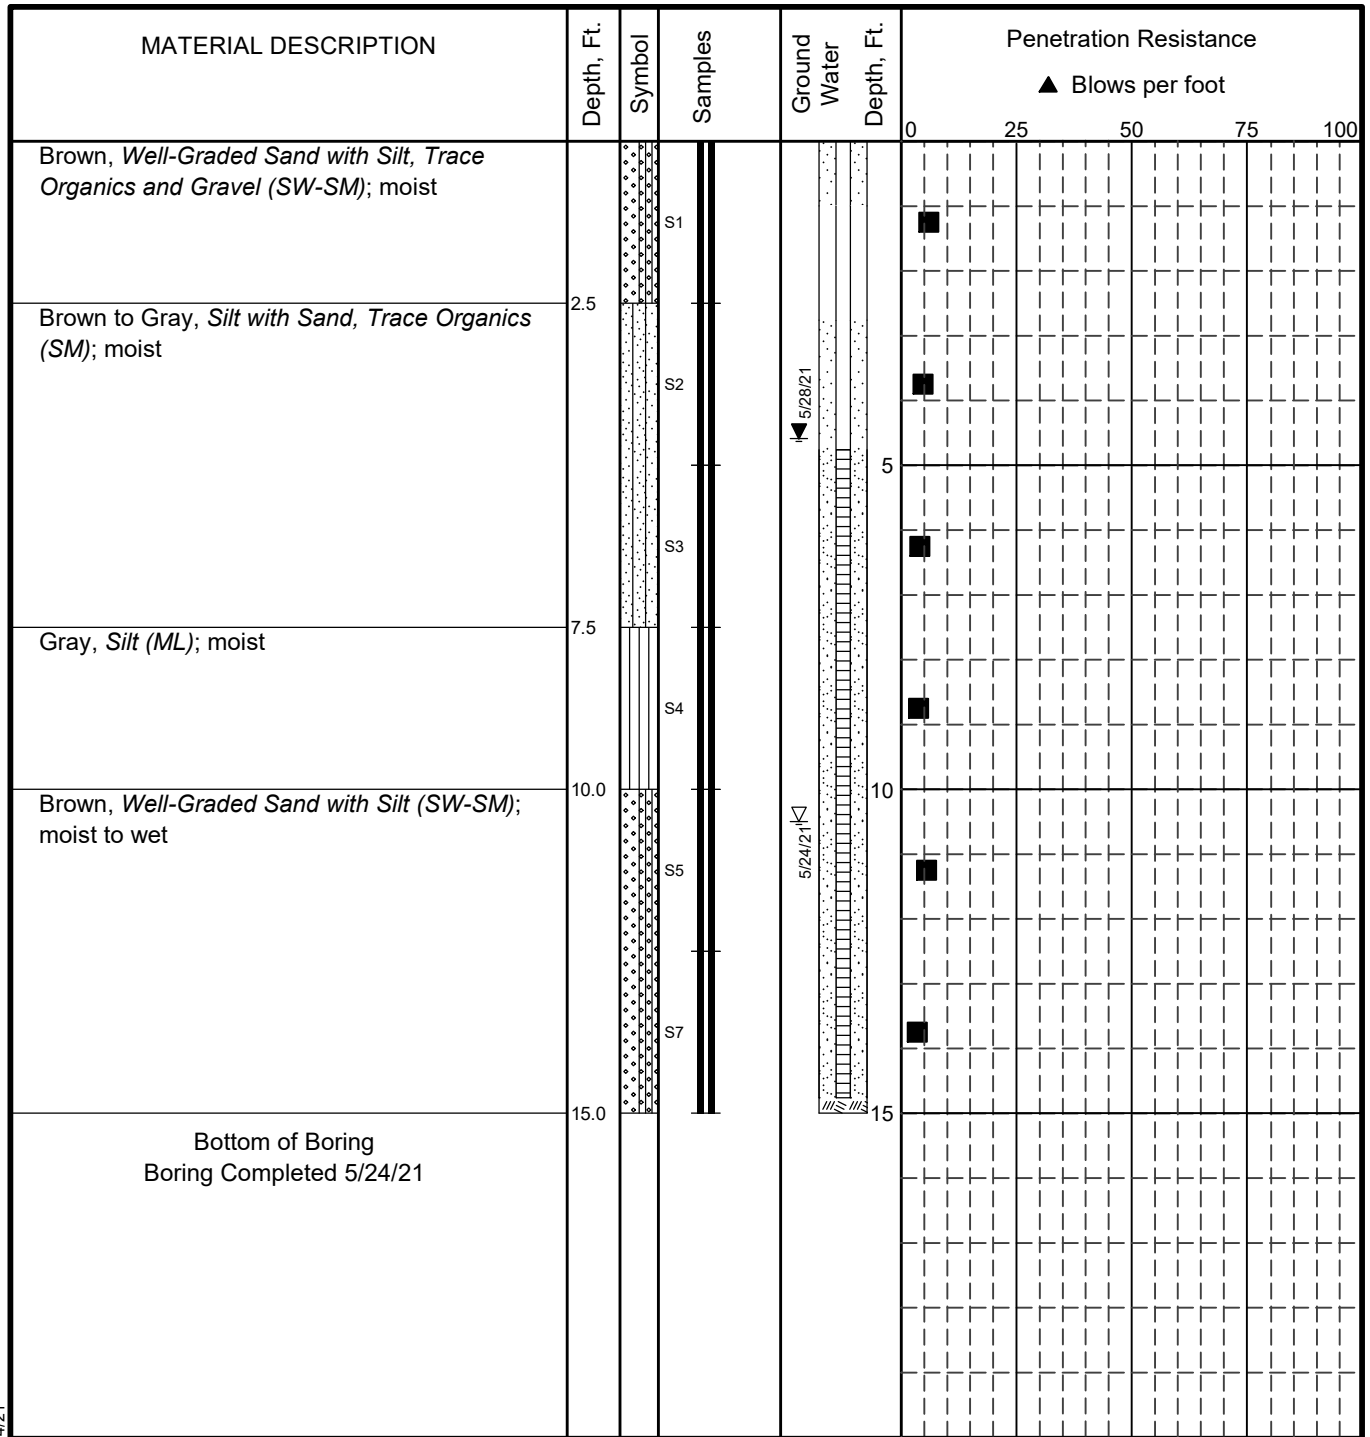 MATERIAL DESCRIPTION
Depth, Ft.
Symbol
Samples
Ground
Water
Depth, Ft.
Penetration Resistance
▲ Blows per foot
0 25 50 75 100
Brown, Well-Graded Sand with Silt, Trace
Organics and Gravel (SW-SM); moist
S1
2.5
Brown to Gray, Silt with Sand, Trace Organics
(SM); moist
S2
5/28/21
5
S3
7.5
Gray, Silt (ML); moist
S4
10.0
10
Brown, Well-Graded Sand with Silt (SW-SM);
moist to wet
5/24/21
S5
S7
15.0
15
Bottom of Boring
Boring Completed 5/24/21
4/21